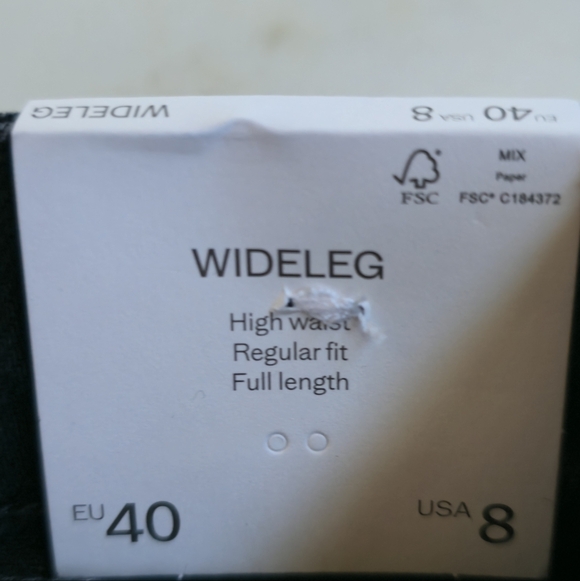 WIDELEG EU 40 USA 8
FSC
MIX
Paper
FSC® C184372
WIDELEG
High waist
Regular fit
Full length
EU 40
USA 8